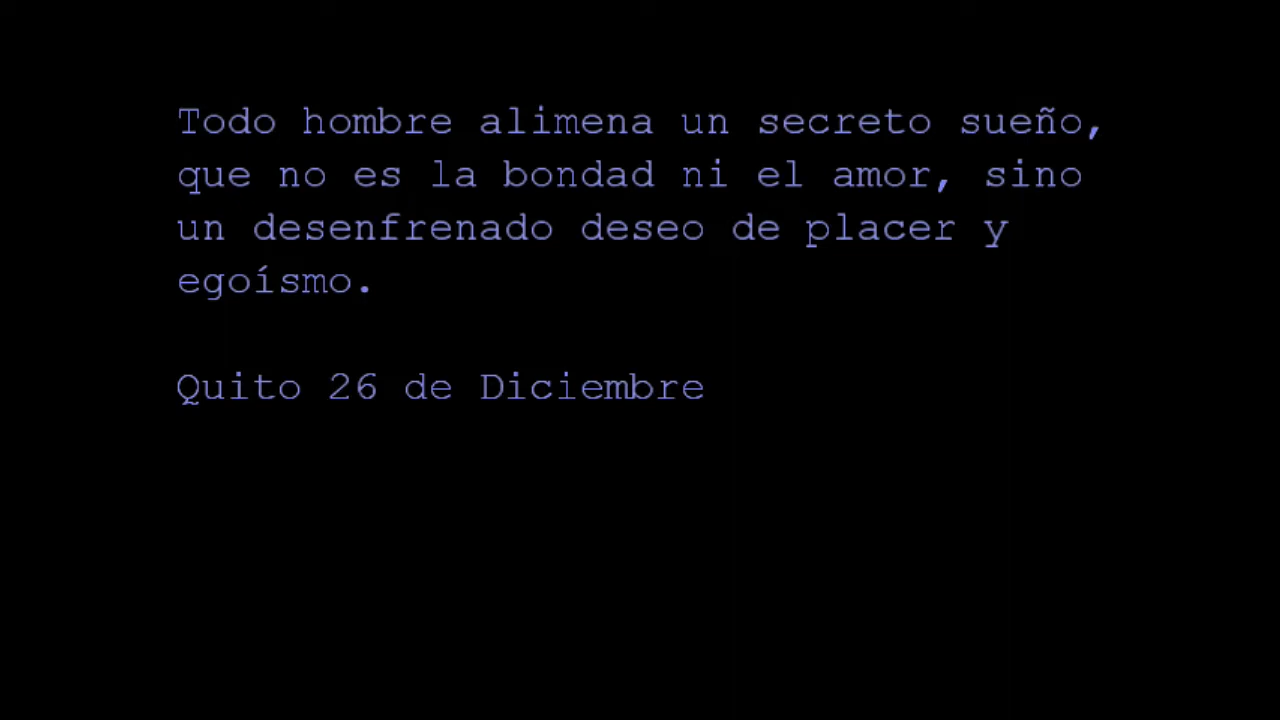 Todo hombre alimena un secreto sueño,
que no es la bondad ni el amor, sino
un desenfrenado deseo de placer y
egoísmo.
Quito 26 de Diciembre